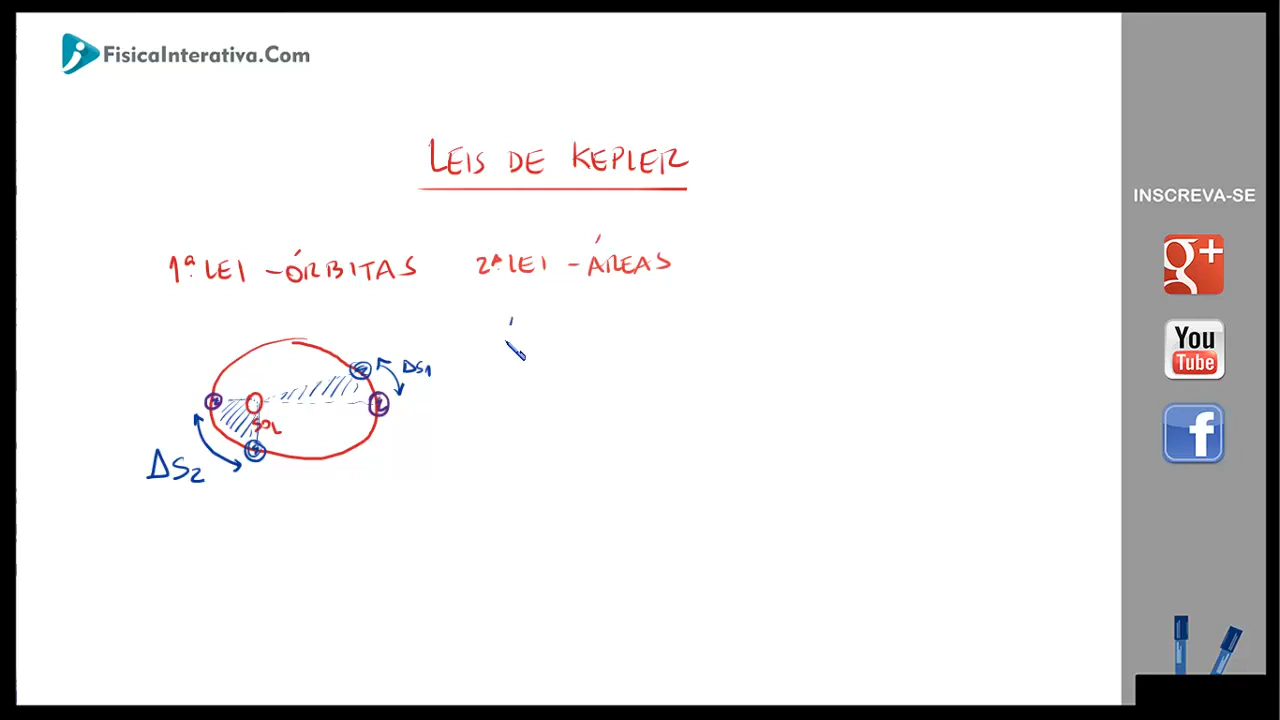 FisicaInterativa.Com
LEIS DE KEPLER
INSCREVA-SE
1ª LEI - ÓRBITAS
2ª LEI - ÁREAS
g+
You
Tube
f
ΔS1
SOL
ΔS2